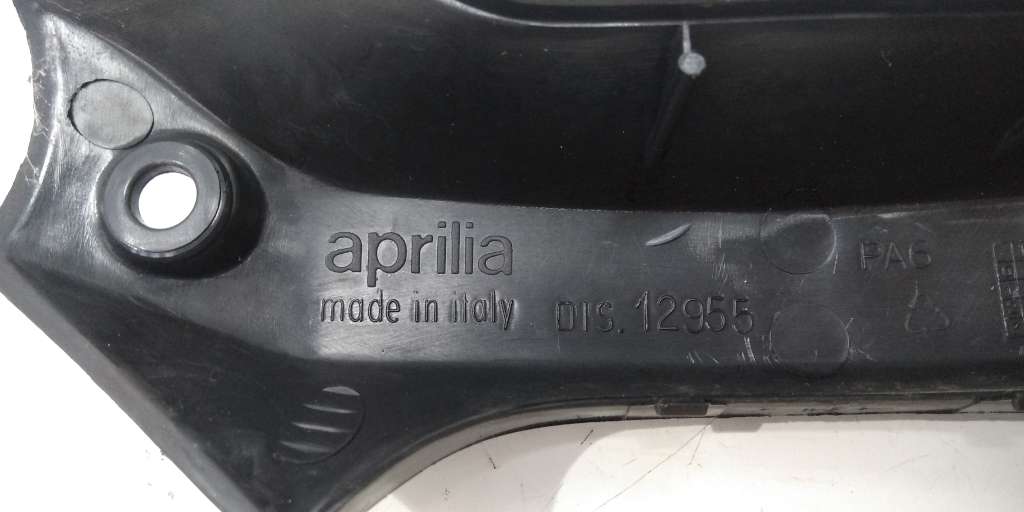 aprilia
made in italy
DIS. 12955
PA6